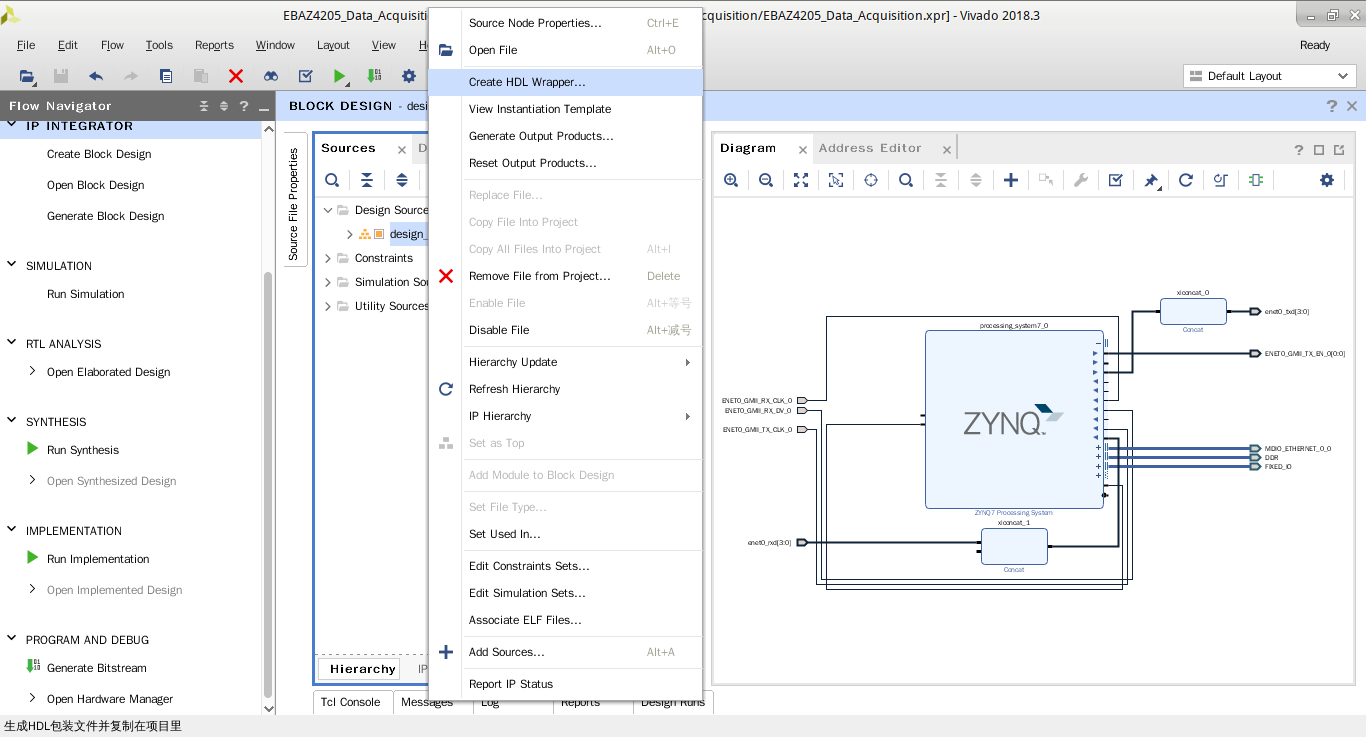 EBAZ4205_Data_Acquisi
cquisition/EBAZ4205_Data_Acquisition.xpr] - Vivado 2018.3
File Edit Flow Tools Reports Window Layout View H
Ready
Default Layout
Flow Navigator
IP INTEGRATOR
Create Block Design
Open Block Design
Generate Block Design
SIMULATION
Run Simulation
RTL ANALYSIS
Open Elaborated Design
SYNTHESIS
Run Synthesis
Open Synthesized Design
IMPLEMENTATION
Run Implementation
Open Implemented Design
PROGRAM AND DEBUG
Generate Bitstream
Open Hardware Manager
BLOCK DESIGN - desi
Source File Properties
Sources
D
Design Source
design_
Constraints
Simulation Sou
Utility Sources
Hierarchy
IP
Tcl Console Messages Log Reports Design Runs
Source Node Properties... Ctrl+E
Open File Alt+O
Create HDL Wrapper...
View Instantiation Template
Generate Output Products...
Reset Output Products...
Replace File...
Copy File Into Project
Copy All Files Into Project Alt+I
Remove File from Project... Delete
Enable File Alt+等号
Disable File Alt+减号
Hierarchy Update
Refresh Hierarchy
IP Hierarchy
Set as Top
Add Module to Block Design
Set File Type...
Set Used In...
Edit Constraints Sets...
Edit Simulation Sets...
Associate ELF Files...
Add Sources... Alt+A
Report IP Status
Diagram
Address Editor
xlconcat_0
Concat
enet0_txd[3:0]
processing_system7_0
ENET0_GMII_TX_EN_0[0:0]
ENET0_GMII_RX_CLK_0
ENET0_GMII_RX_DV_0
ENET0_GMII_TX_CLK_0
ZYNQ
MDIO_ETHERNET_0_0
DDR
FIXED_IO
ZYNQ7 Processing System
xlconcat_1
enet0_rxd[3:0]
Concat
生成HDL包装文件并复制在项目里